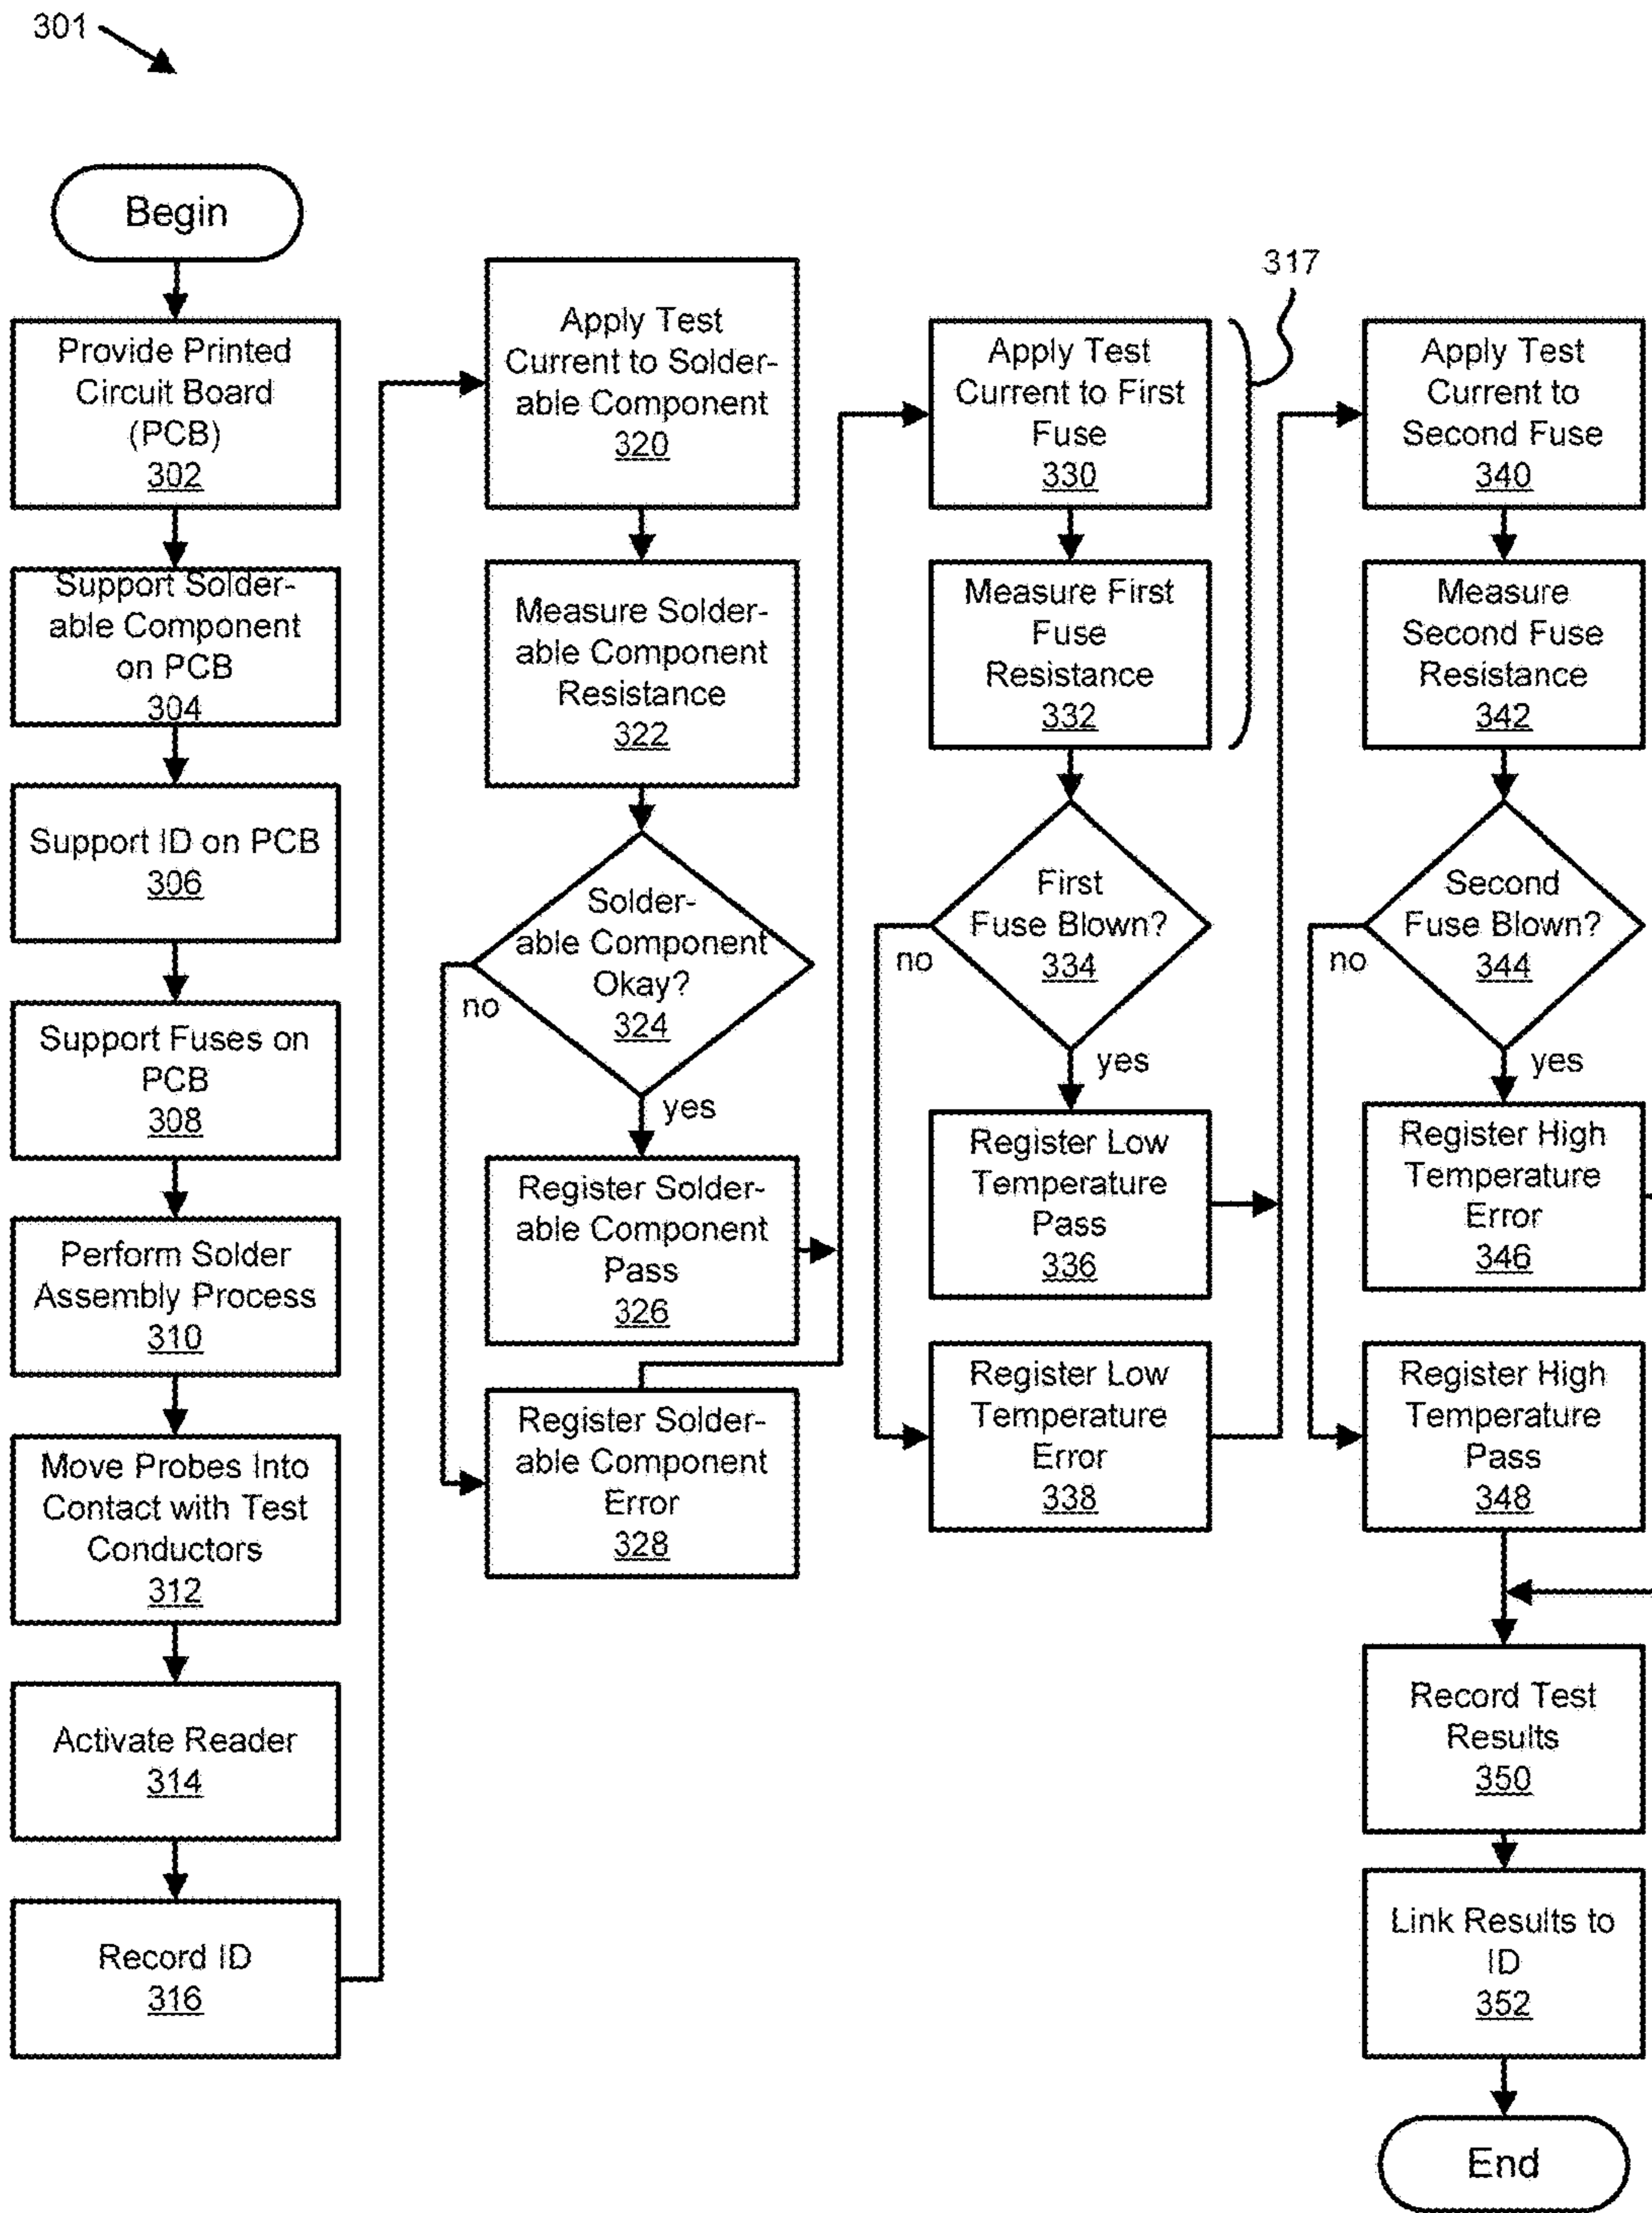 301
Begin
Provide Printed
Circuit Board
(PCB)
302
Support Solder-
able Component
on PCB
304
Support ID on PCB
306
Support Fuses on
PCB
308
Perform Solder
Assembly Process
310
Move Probes Into
Contact with Test
Conductors
312
Activate Reader
314
Record ID
316
Apply Test
Current to Solder-
able Component
320
Measure Solder-
able Component
Resistance
322
Solder-
able Component
Okay?
324
no
yes
Register Solder-
able Component
Pass
326
Register Solder-
able Component
Error
328
317
Apply Test
Current to First
Fuse
330
Measure First
Fuse
Resistance
332
First
Fuse Blown?
334
no
yes
Register Low
Temperature
Pass
336
Register Low
Temperature
Error
338
Apply Test
Current to
Second Fuse
340
Measure
Second Fuse
Resistance
342
Second
Fuse Blown?
344
no
yes
Register High
Temperature
Error
346
Register High
Temperature
Pass
348
Record Test
Results
350
Link Results to
ID
352
End